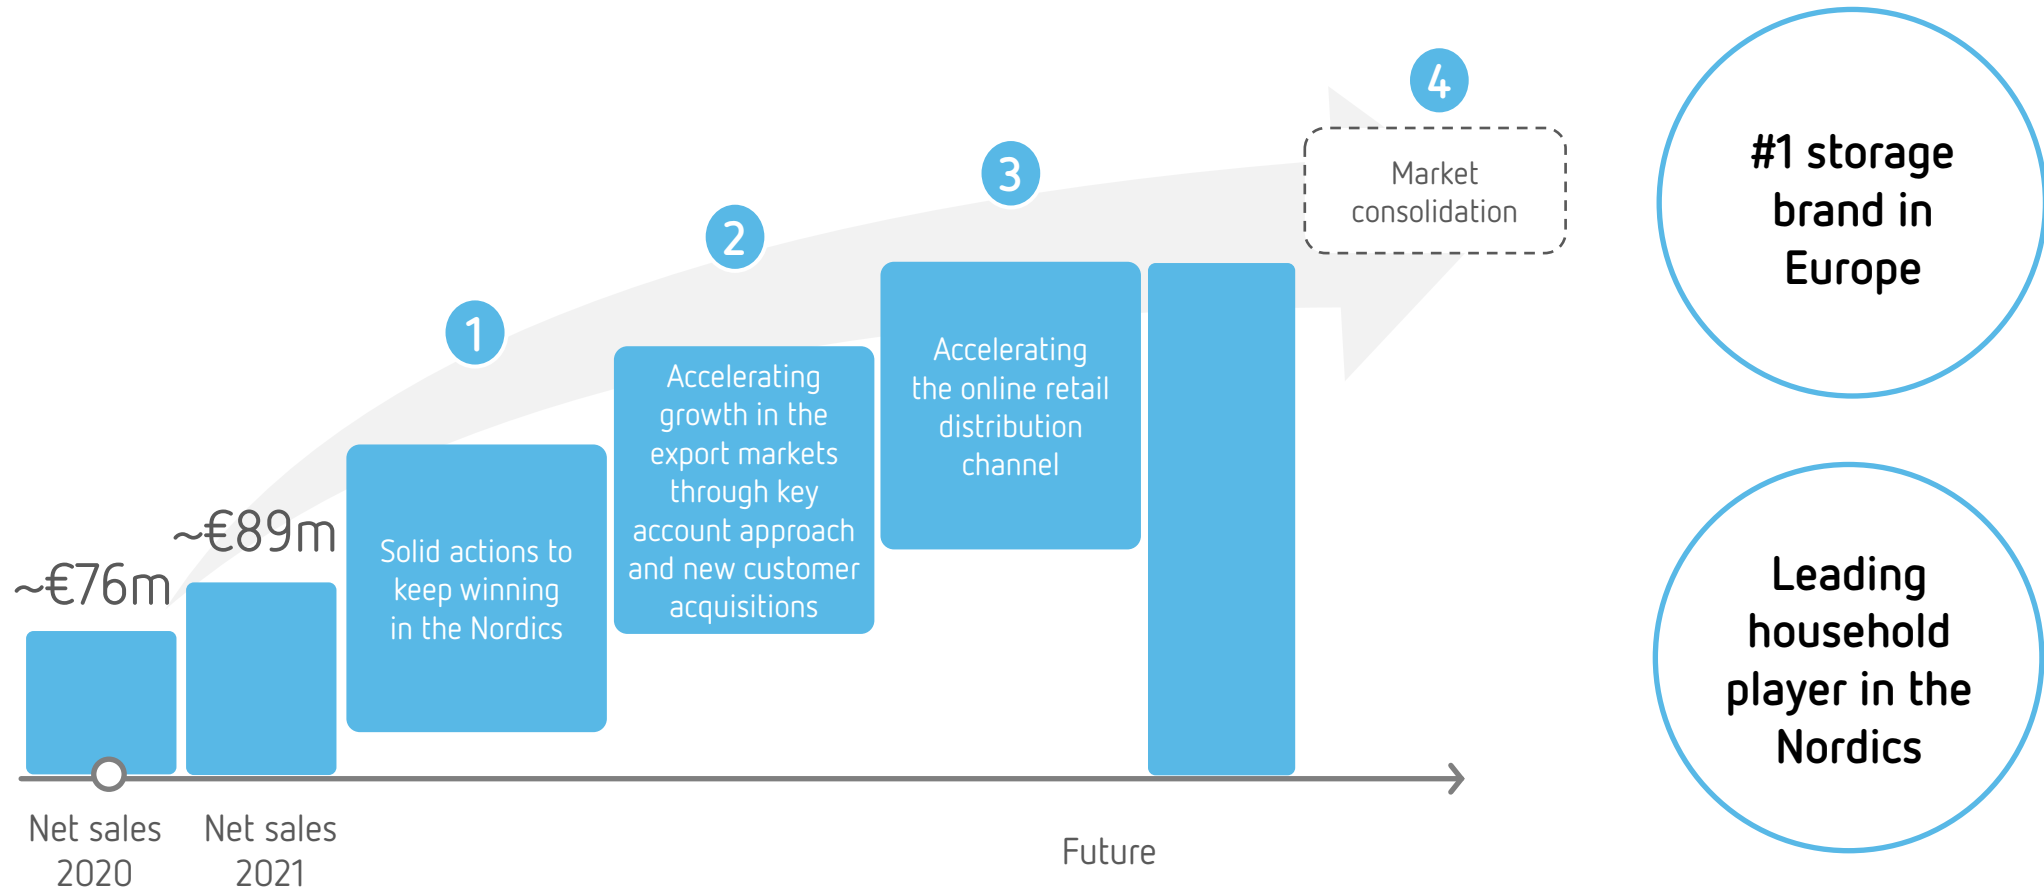 ~€76m
Net sales
2020
~€89m
Net sales
2021
1
Solid actions to
keep winning
in the Nordics
2
Accelerating
growth in the
export markets
through key
account approach
and new customer
acquisitions
3
Accelerating
the online retail
distribution
channel
Future
4
Market
consolidation
#1 storage
brand in
Europe
Leading
household
player in the
Nordics